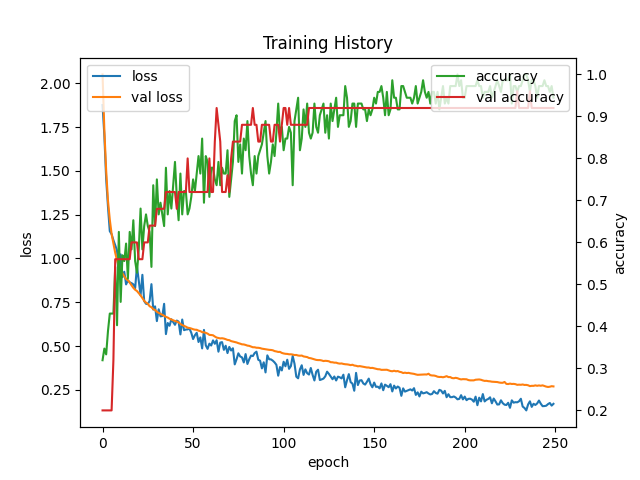 Training History
loss
val loss
accuracy
val accuracy
2.00
1.75
1.50
1.25
1.00
0.75
0.50
0.25
loss
1.0
0.9
0.8
0.7
0.6
0.5
0.4
0.3
0.2
accuracy
0 50 100 150 200 250
epoch